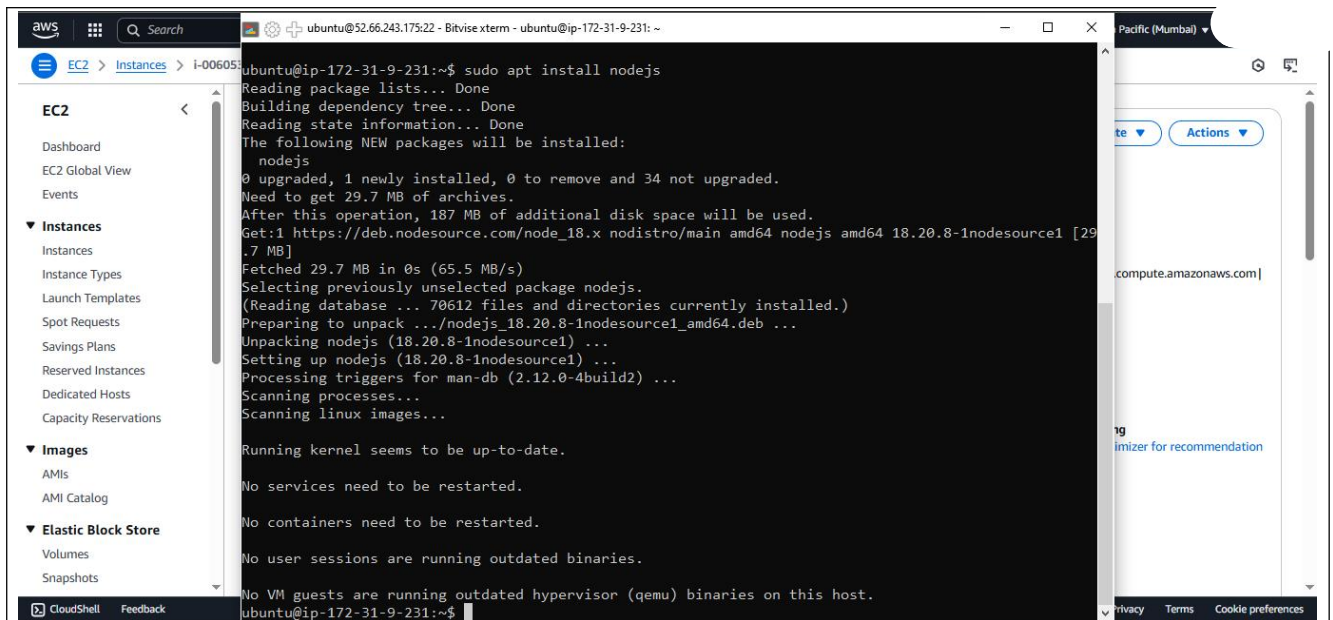 aws
Search
Pacific (Mumbai)
EC2 > Instances > i-00605
EC2
Dashboard
EC2 Global View
Events
Instances
Instances
Instance Types
Launch Templates
Spot Requests
Savings Plans
Reserved Instances
Dedicated Hosts
Capacity Reservations
Images
AMIs
AMI Catalog
Elastic Block Store
Volumes
Snapshots
CloudShell Feedback
ubuntu@52.66.243.175:22 - Bitvise xterm - ubuntu@ip-172-31-9-231: ~
ubuntu@ip-172-31-9-231:~$ sudo apt install nodejs
Reading package lists... Done
Building dependency tree... Done
Reading state information... Done
The following NEW packages will be installed:
nodejs
0 upgraded, 1 newly installed, 0 to remove and 34 not upgraded.
Need to get 29.7 MB of archives.
After this operation, 187 MB of additional disk space will be used.
Get:1 https://deb.nodesource.com/node_18.x nodistro/main amd64 nodejs amd64 18.20.8-1nodesource1 [29
.7 MB]
Fetched 29.7 MB in 0s (65.5 MB/s)
Selecting previously unselected package nodejs.
(Reading database ... 70612 files and directories currently installed.)
Preparing to unpack .../nodejs_18.20.8-1nodesource1_amd64.deb ...
Unpacking nodejs (18.20.8-1nodesource1) ...
Setting up nodejs (18.20.8-1nodesource1) ...
Processing triggers for man-db (2.12.0-4build2) ...
Scanning processes...
Scanning linux images...
Running kernel seems to be up-to-date.
No services need to be restarted.
No containers need to be restarted.
No user sessions are running outdated binaries.
No VM guests are running outdated hypervisor (qemu) binaries on this host.
ubuntu@ip-172-31-9-231:~$
te Actions
.compute.amazonaws.com|
ng
imizer for recommendation
Privacy Terms Cookie preferences